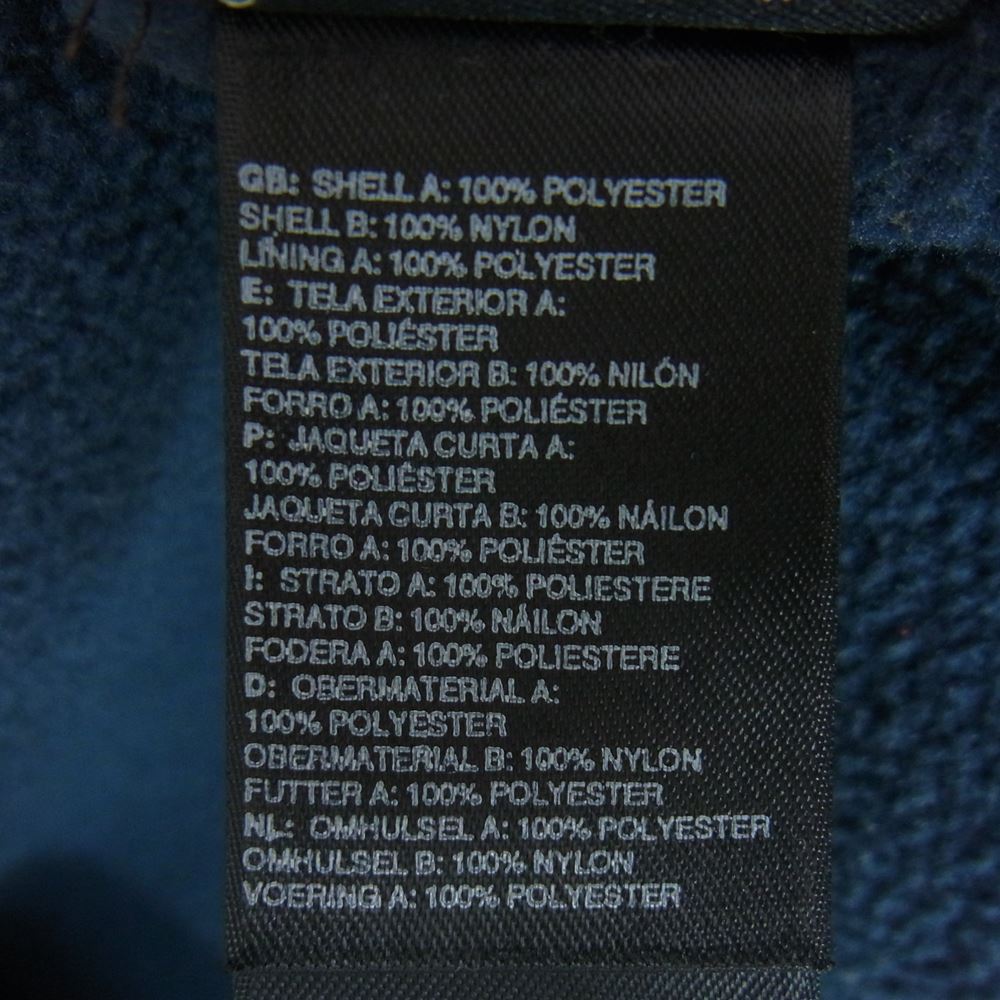 GB: SHELL A: 100% POLYESTER
SHELL B: 100% NYLON
LINING A: 100% POLYESTER
E: TELA EXTERIOR A:
100% POLIÉSTER
TELA EXTERIOR B: 100% NILÓN
FORRO A: 100% POLIÉSTER
P: JAQUETA CURTA A:
100% POLIÉSTER
JAQUETA CURTA B: 100% NÁILON
FORRO A: 100% POLIÉSTER
I: STRATO A: 100% POLIESTERE
STRATO B: 100% NÁILON
FODERA A: 100% POLIESTERE
D: OBERMATERIAL A:
100% POLYESTER
OBERMATERIAL B: 100% NYLON
FUTTER A: 100% POLYESTER
NL: OMHULSEL A: 100% POLYESTER
OMHULSEL B: 100% NYLON
VOERING A: 100% POLYESTER